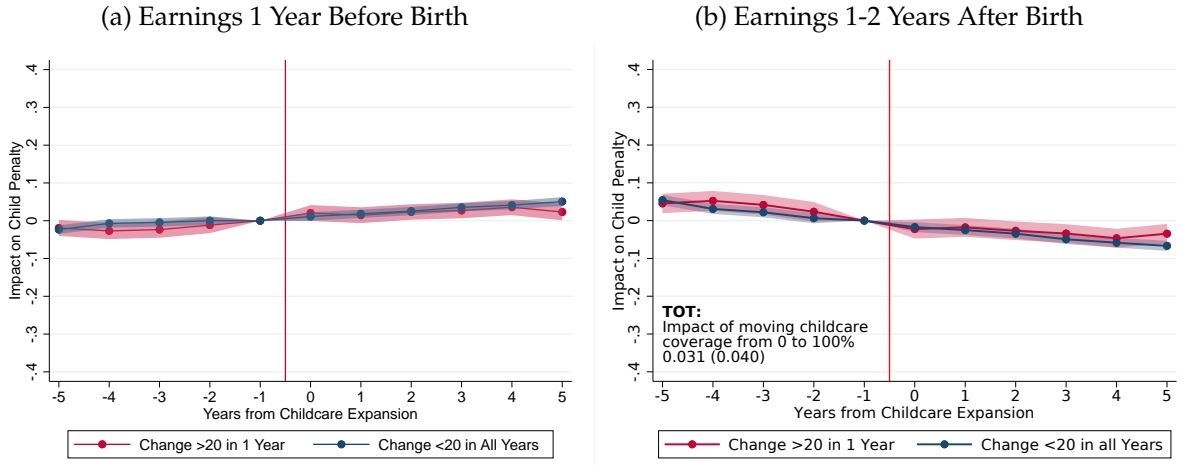 (a) Earnings 1 Year Before Birth
Impact on Child Penalty
.4
.3
.2
.1
0
-.1
-.2
-.3
-.4
-5 -4 -3 -2 -1 0 1 2 3 4 5
Years from Childcare Expansion
Change >20 in 1 Year Change <20 in All Years
(b) Earnings 1-2 Years After Birth
Impact on Child Penalty
.4
.3
.2
.1
0
-.1
-.2
-.3
-.4
TOT:
Impact of moving childcare
coverage from 0 to 100%
0.031 (0.040)
-5 -4 -3 -2 -1 0 1 2 3 4 5
Years from Childcare Expansion
Change >20 in 1 Year Change <20 in all Years